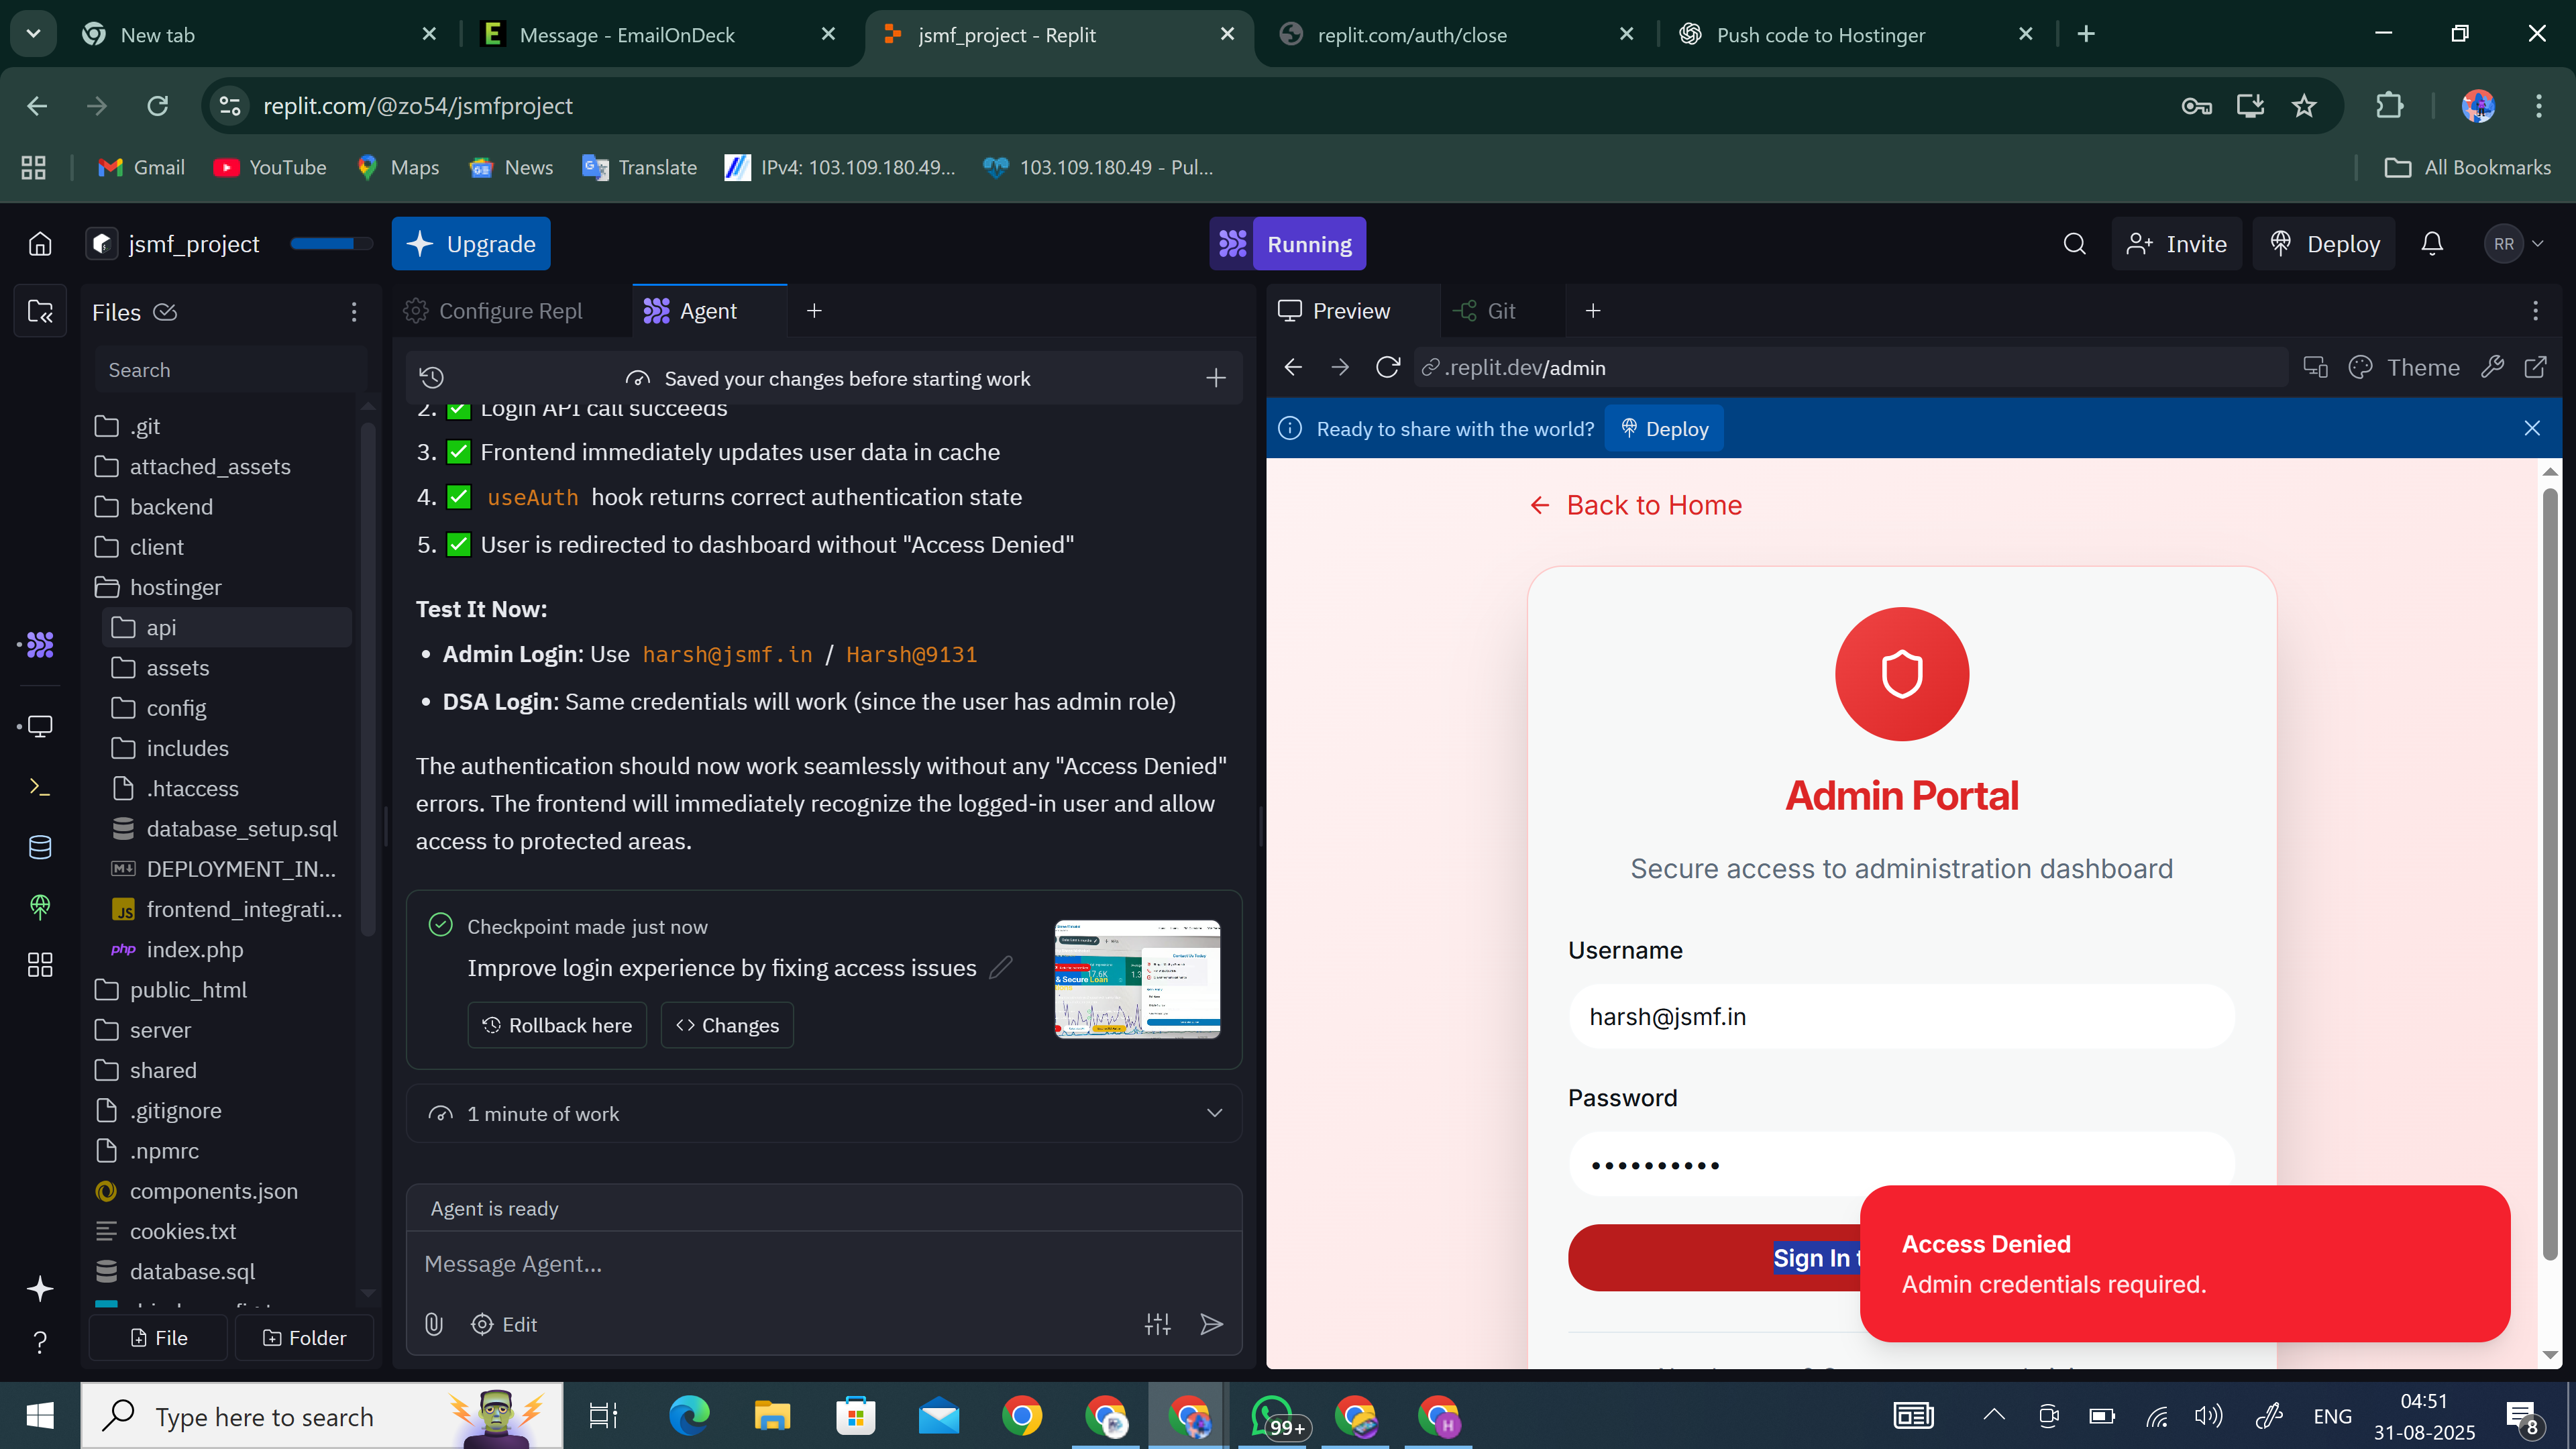 New tab
Message - EmailOnDeck
jsmf_project - Replit
replit.com/auth/close
Push code to Hostinger
replit.com/@zo54/jsmfproject
Gmail
YouTube
Maps
News
Translate
IPv4: 103.109.180.49...
103.109.180.49 - Pul...
All Bookmarks
jsmf_project
Upgrade
Running
Invite
Deploy
RR
Files
Search
.git
attached_assets
backend
client
hostinger
api
assets
config
includes
.htaccess
database_setup.sql
DEPLOYMENT_IN...
JS frontend_integrati...
php index.php
public_html
server
shared
.gitignore
.npmrc
components.json
cookies.txt
database.sql
File
Folder
Configure Repl
Agent
Saved your changes before starting work
2. ✅ Login API call succeeds
3. ✅ Frontend immediately updates user data in cache
4. ✅ useAuth hook returns correct authentication state
5. ✅ User is redirected to dashboard without "Access Denied"
Test It Now:
• Admin Login: Use harsh@jsmf.in / Harsh@9131
• DSA Login: Same credentials will work (since the user has admin role)
The authentication should now work seamlessly without any "Access Denied"
errors. The frontend will immediately recognize the logged-in user and allow
access to protected areas.
Checkpoint made just now
Improve login experience by fixing access issues
Rollback here
Changes
1 minute of work
Agent is ready
Message Agent...
Edit
Preview
Git
.replit.dev/admin
Theme
Ready to share with the world?
Deploy
Back to Home
Admin Portal
Secure access to administration dashboard
Username
harsh@jsmf.in
Password
Sign In t
Access Denied
Admin credentials required.
Type here to search
99+
ENG
04:51
31-08-2025
8